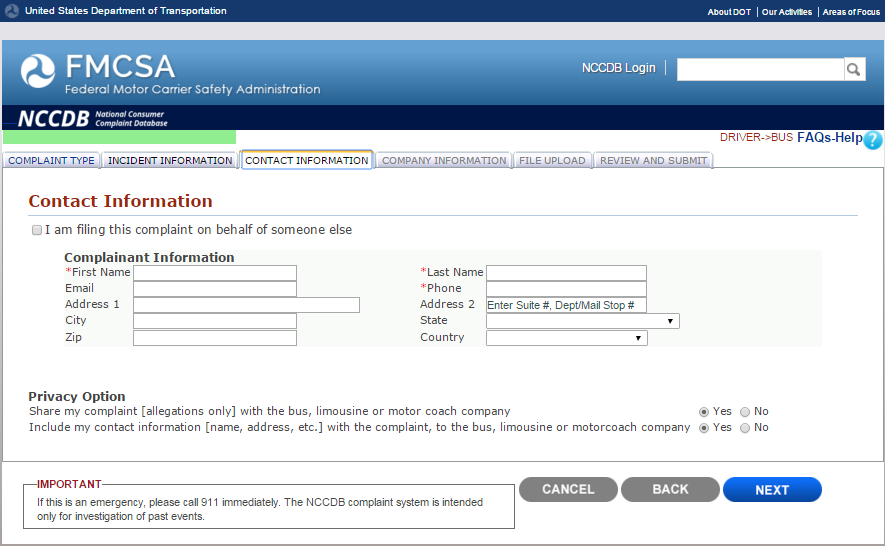 United States Department of Transportation
About DOT | Our Activities | Areas of Focus
FMCSA
Federal Motor Carrier Safety Administration
NCCDB Login
NCCDB National Consumer
Complaint Database
DRIVER->BUS FAQs-Help ?
COMPLAINT TYPE INCIDENT INFORMATION CONTACT INFORMATION COMPANY INFORMATION FILE UPLOAD REVIEW AND SUBMIT
Contact Information
I am filing this complaint on behalf of someone else
Complainant Information
*First Name *Last Name
Email *Phone
Address 1 Address 2 Enter Suite #, Dept/Mail Stop #
City State
Zip Country
Privacy Option
Share my complaint [allegations only] with the bus, limousine or motor coach company Yes No
Include my contact information [name, address, etc.] with the complaint, to the bus, limousine or motorcoach company Yes No
IMPORTANT
If this is an emergency, please call 911 immediately. The NCCDB complaint system is intended
only for investigation of past events.
CANCEL BACK NEXT